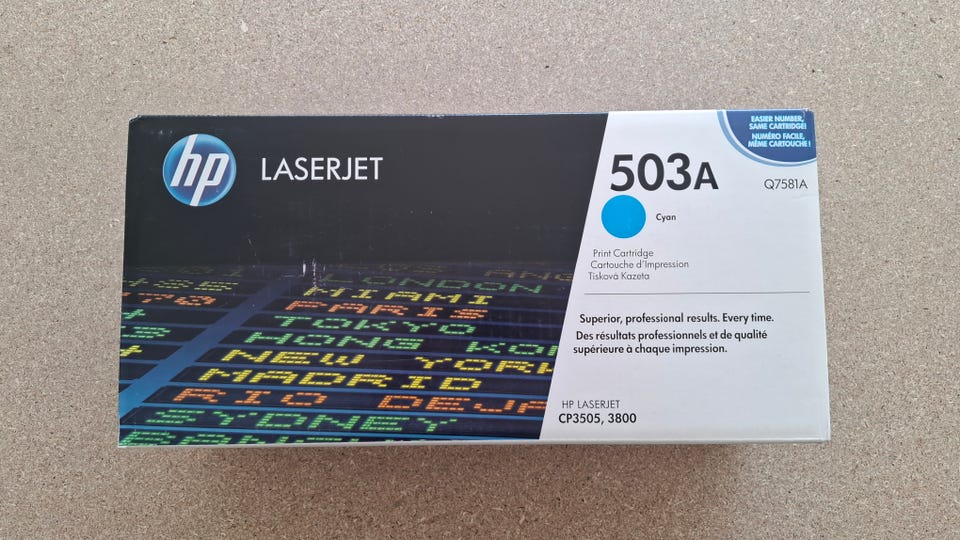 hp
LASERJET
503A
Cyan
EASIER NUMBER,
SAME CARTRIDGE!
NUMÉRO FACILE,
MÊME CARTOUCHE!
Q7581A
Print Cartridge
Cartouche d'Impression
Tisková Kazeta
Superior, professional results. Every time.
Des résultats professionnels et de qualité
supérieure à chaque impression.
HP LASERJET
CP3505, 3800
LONDON
MIAMI
PARIS
TOKYO
HONG KON
NEW YORK
MADRID
RIO DEJA
SYDNEY